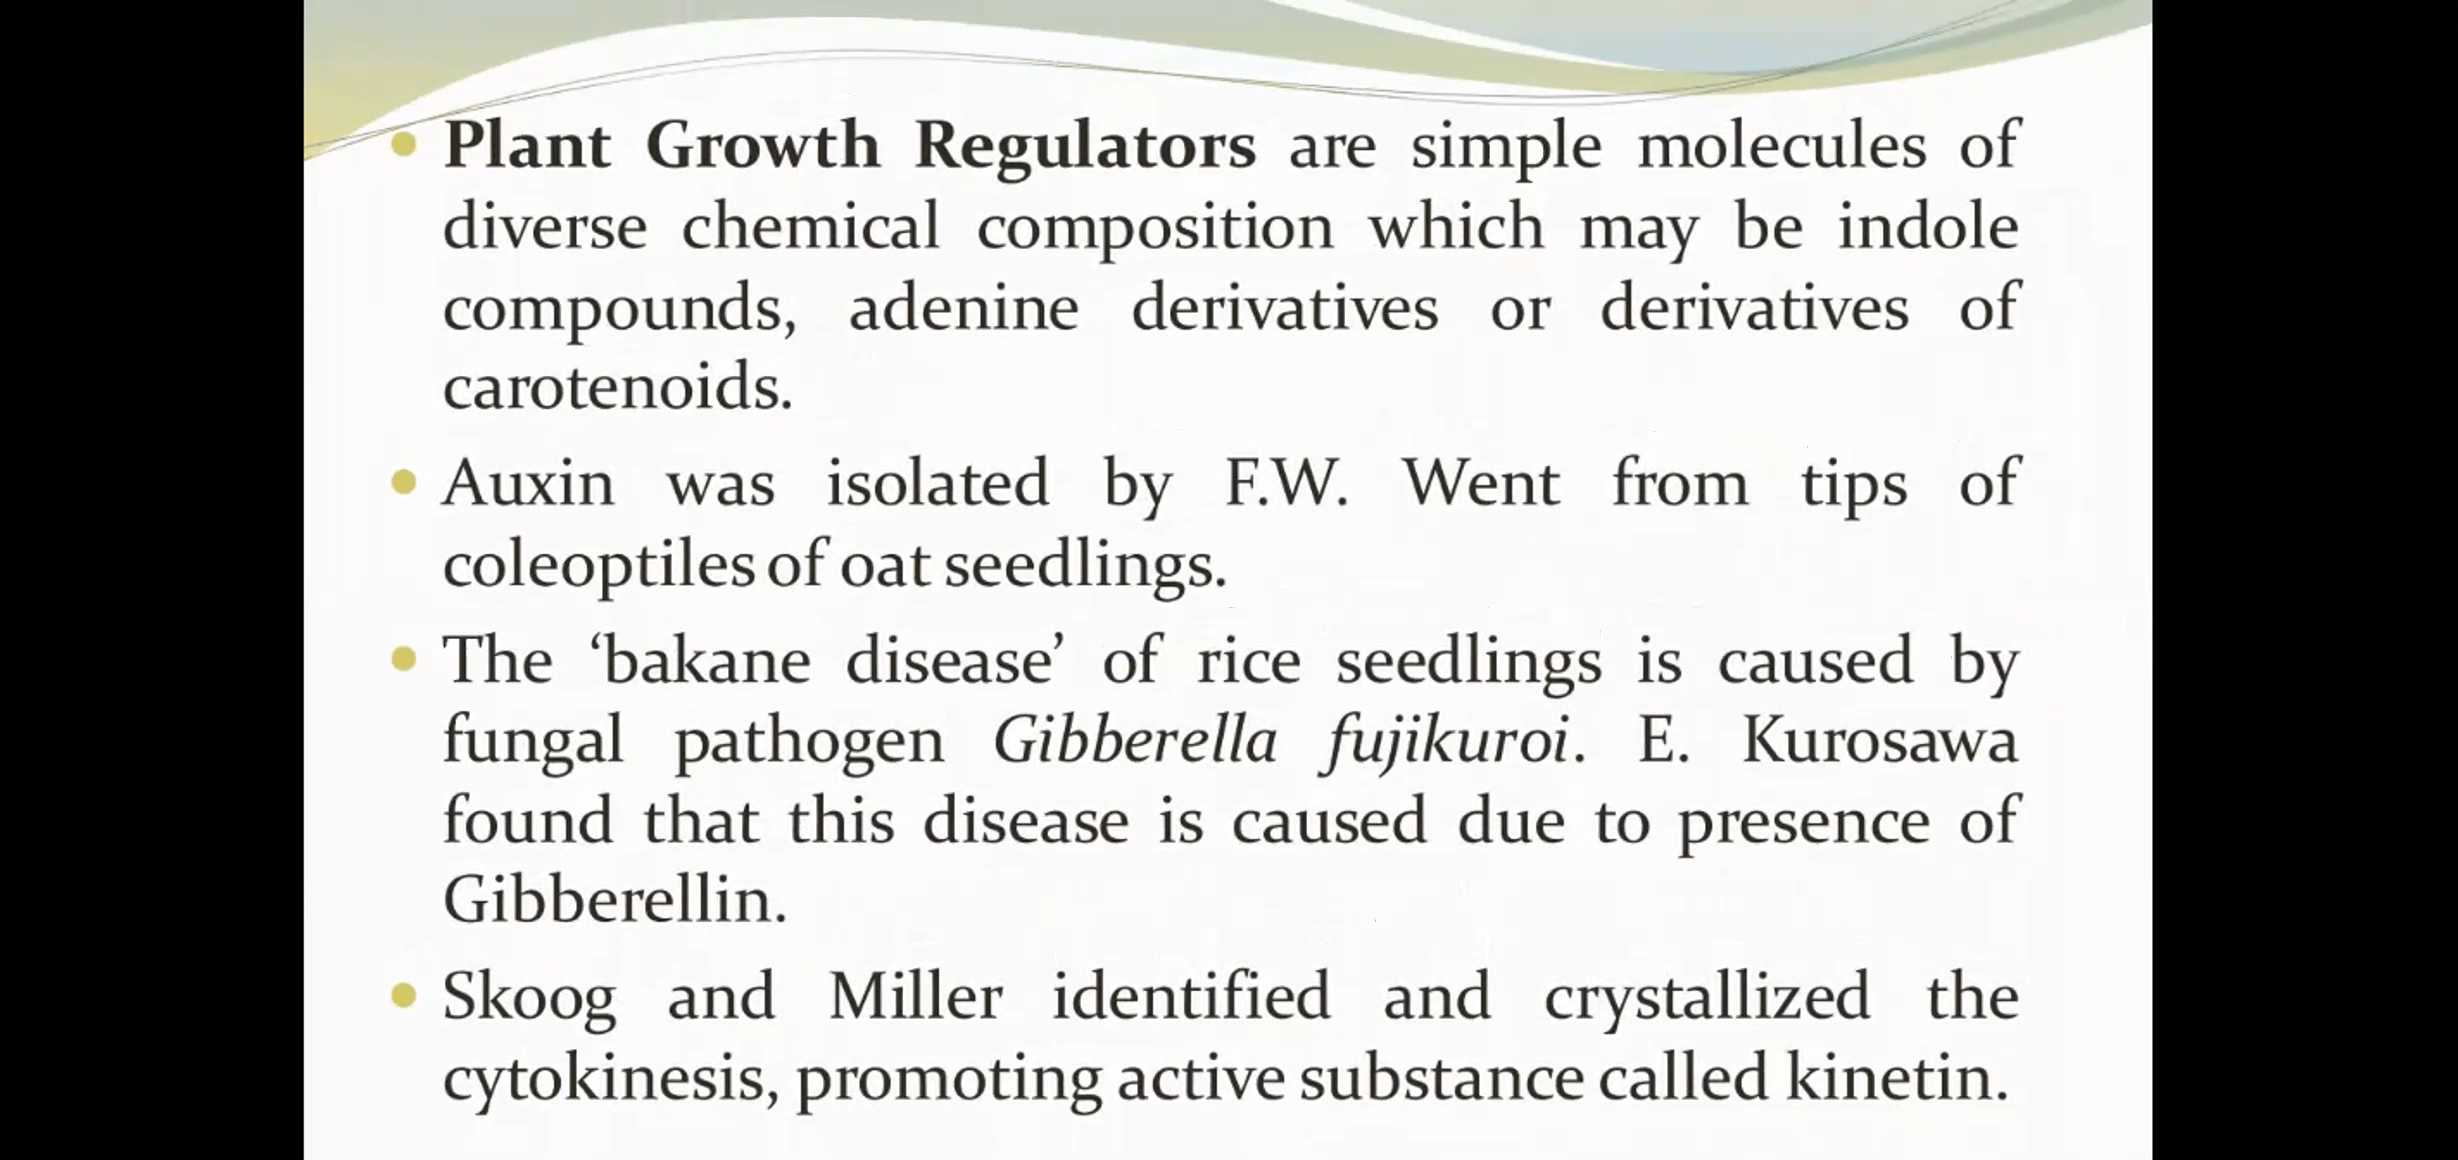 Plant Growth Regulators are simple molecules of
diverse chemical composition which may be indole
compounds, adenine derivatives or derivatives of
carotenoids.
Auxin was isolated by F.W. Went from tips of
coleoptiles of oat seedlings.
The ‘bakane disease’ of rice seedlings is caused by
fungal pathogen Gibberella fujikuroi. E. Kurosawa
found that this disease is caused due to presence of
Gibberellin.
Skoog and Miller identified and crystallized the
cytokinesis, promoting active substance called kinetin.